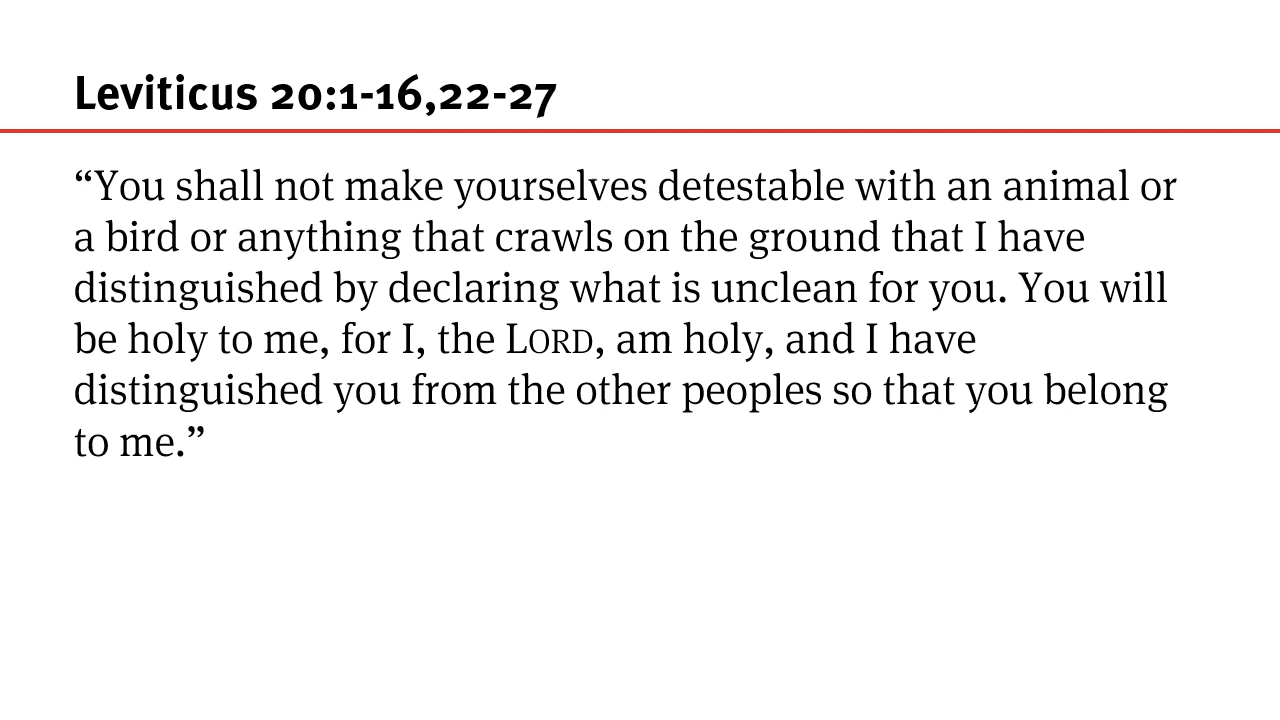 Leviticus 20:1-16,22-27
“You shall not make yourselves detestable with an animal or
a bird or anything that crawls on the ground that I have
distinguished by declaring what is unclean for you. You will
be holy to me, for I, the LORD, am holy, and I have
distinguished you from the other peoples so that you belong
to me.”